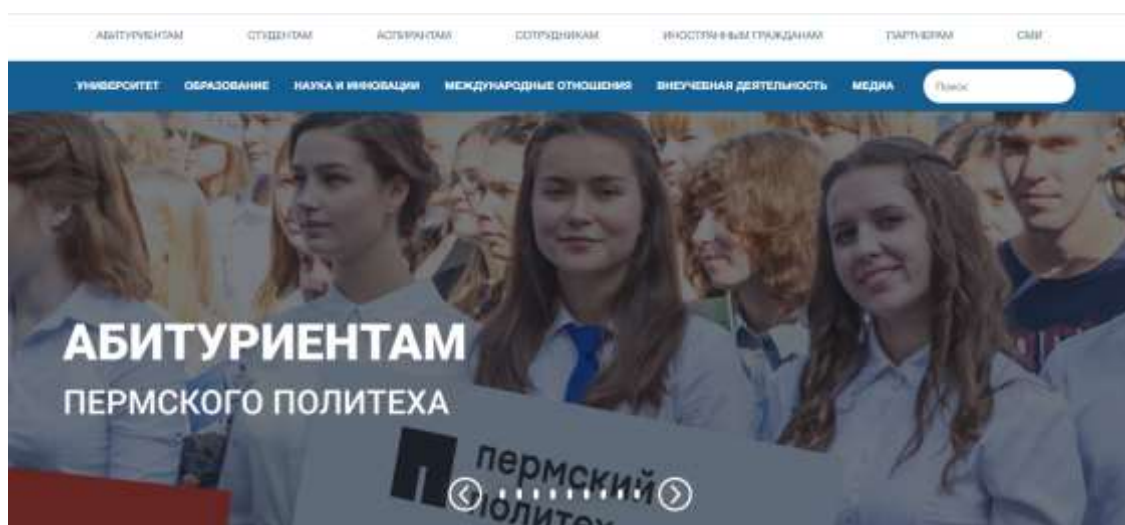 АБИТУРИЕНТАМ СТУДЕНТАМ АСПИРАНТАМ СОТРУДНИКАМ ИНОСТРАННЫМ ГРАЖДАНАМ ПАРТНЕРАМ СМИ
УНИВЕРСИТЕТ ОБРАЗОВАНИЕ НАУКА И ИННОВАЦИИ МЕЖДУНАРОДНЫЕ ОТНОШЕНИЯ ВНЕУЧЕБНАЯ ДЕЯТЕЛЬНОСТЬ МЕДИА Поиск
АБИТУРИЕНТАМ
ПЕРМСКОГО ПОЛИТЕХА
пермский
политех